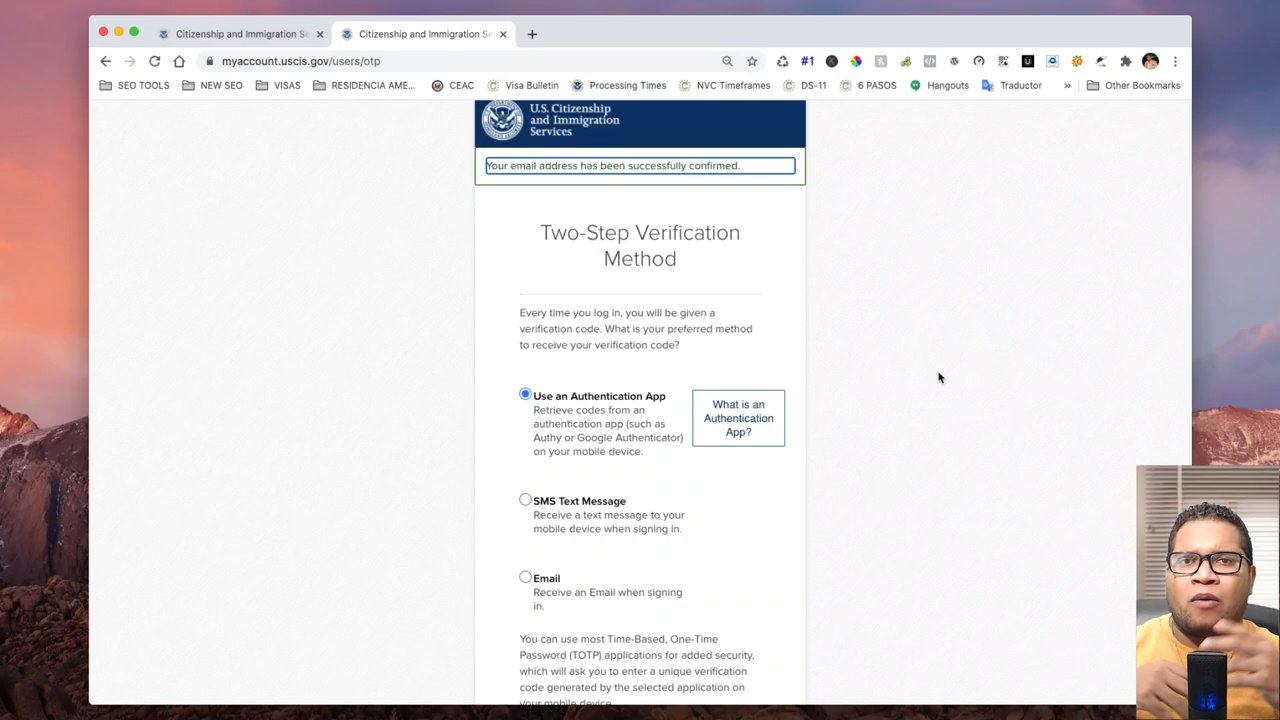 Citizenship and Immigration Se
Citizenship and Immigration Se
myaccount.uscis.gov/users/otp
#1
SEO TOOLS
NEW SEO
VISAS
RESIDENCIA AME...
CEAC
Visa Bulletin
Processing Times
NVC Timeframes
DS-11
6 PASOS
Hangouts
Traductor
»
Other Bookmarks
U.S. Citizenship
and Immigration
Services
Your email address has been successfully confirmed.
Two-Step Verification
Method
Every time you log in, you will be given a
verification code. What is your preferred method
to receive your verification code?
Use an Authentication App
Retrieve codes from an
authentication app (such as
Authy or Google Authenticator)
on your mobile device.
What is an
Authentication
App?
SMS Text Message
Receive a text message to your
mobile device when signing in.
Email
Receive an Email when signing
in.
You can use most Time-Based, One-Time
Password (TOTP) applications for added security,
which will ask you to enter a unique verification
code generated by the selected application on
your mobile device.